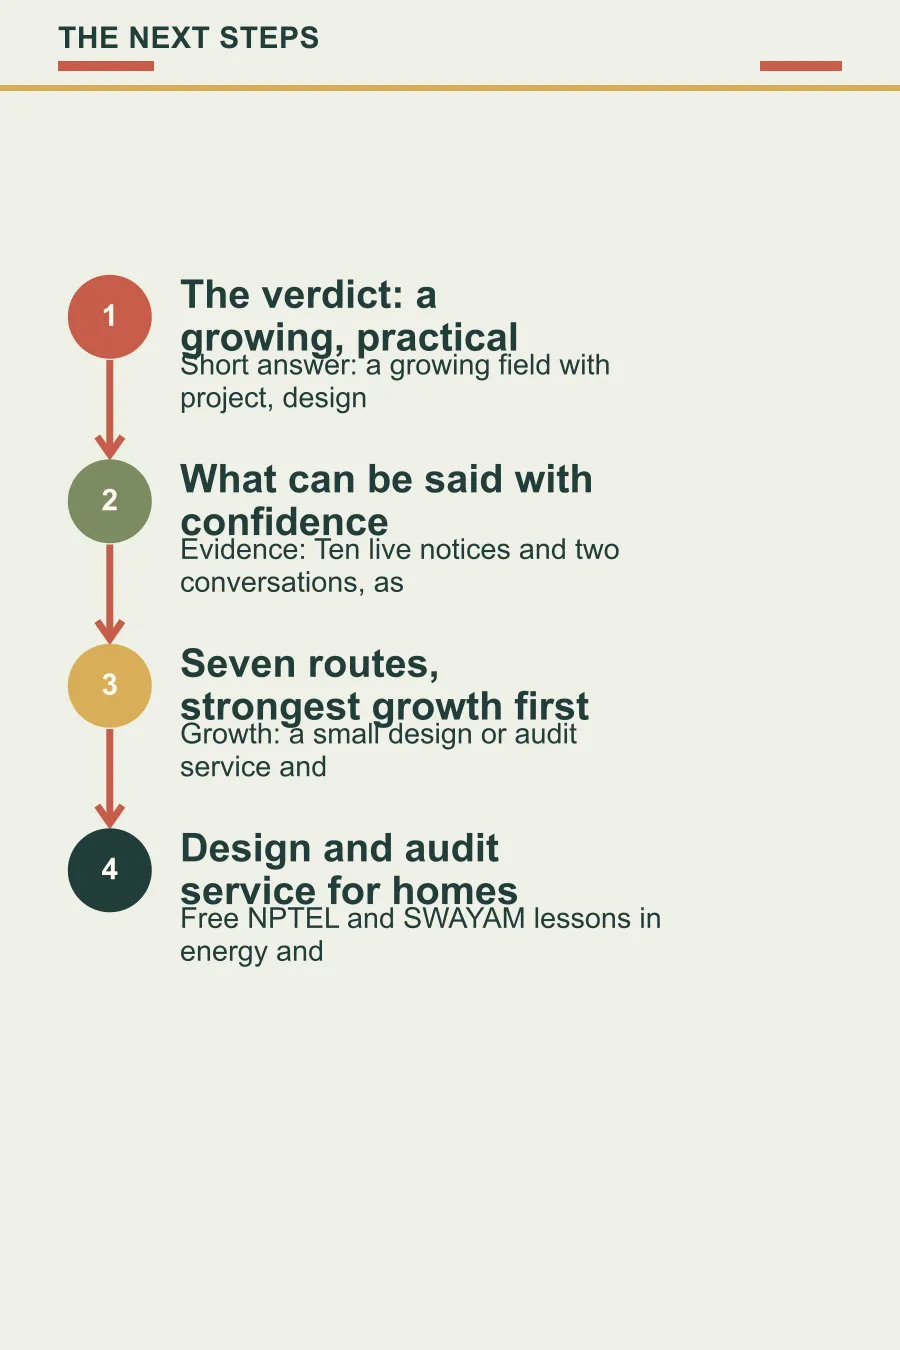 THE NEXT STEPS
1
The verdict: a
growing, practical
Short answer: a growing field with
project, design
2
What can be said with
confidence
Evidence: Ten live notices and two
conversations, as
3
Seven routes,
strongest growth first
Growth: a small design or audit
service and
4
Design and audit
service for homes
Free NPTEL and SWAYAM lessons in
energy and